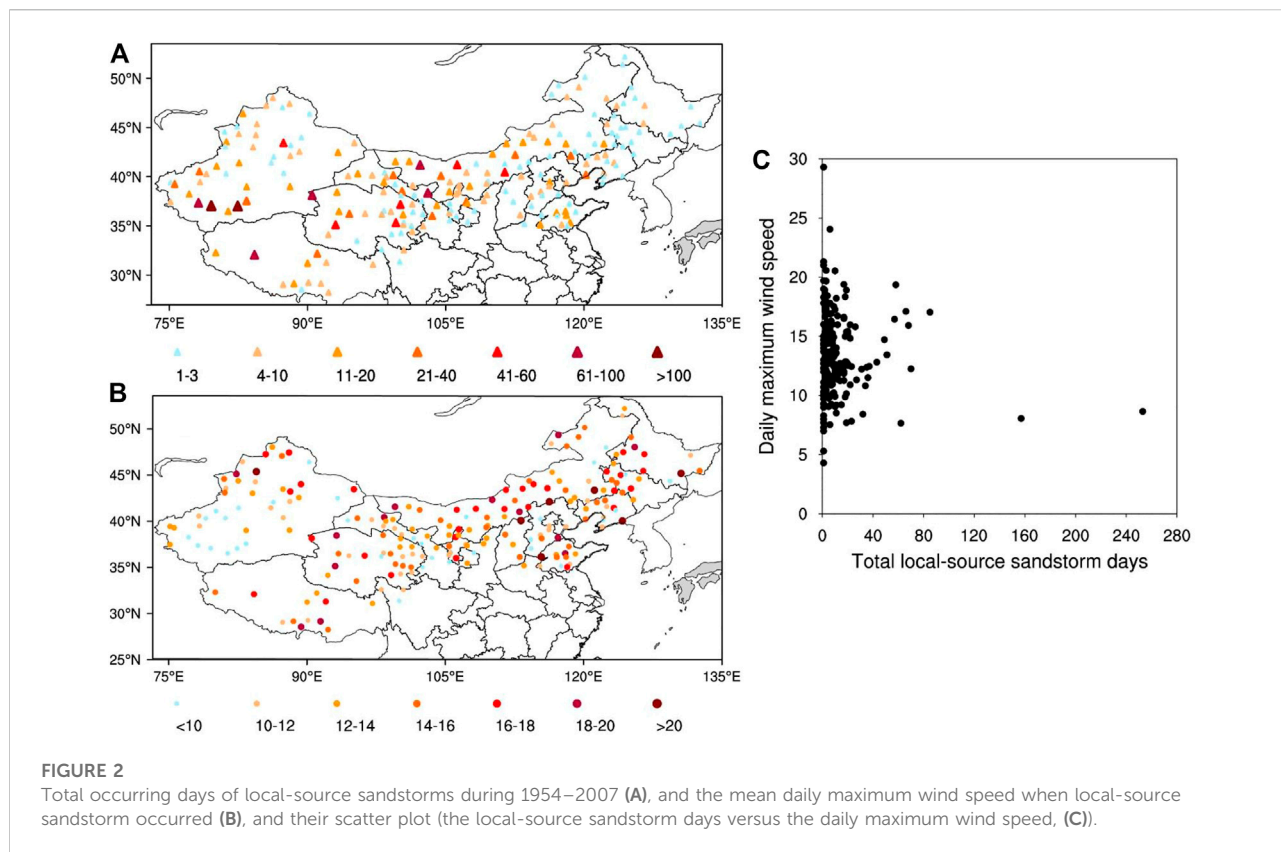 A
50°N
45°N
40°N
35°N
30°N
75°E 90°E 105°E 120°E 135°E
1-3 4-10 11-20 21-40 41-60 61-100 >100
B
50°N
45°N
40°N
35°N
30°N
25°N
75°E 90°E 105°E 120°E 135°E
<10 10-12 12-14 14-16 16-18 18-20 >20
C
Daily maximum wind speed
30
25
20
15
10
5
0
0 40 80 120 160 200 240 280
Total local-source sandstorm days
FIGURE 2
Total occurring days of local-source sandstorms during 1954–2007 (A), and the mean daily maximum wind speed when local-source
sandstorm occurred (B), and their scatter plot (the local-source sandstorm days versus the daily maximum wind speed, (C)).